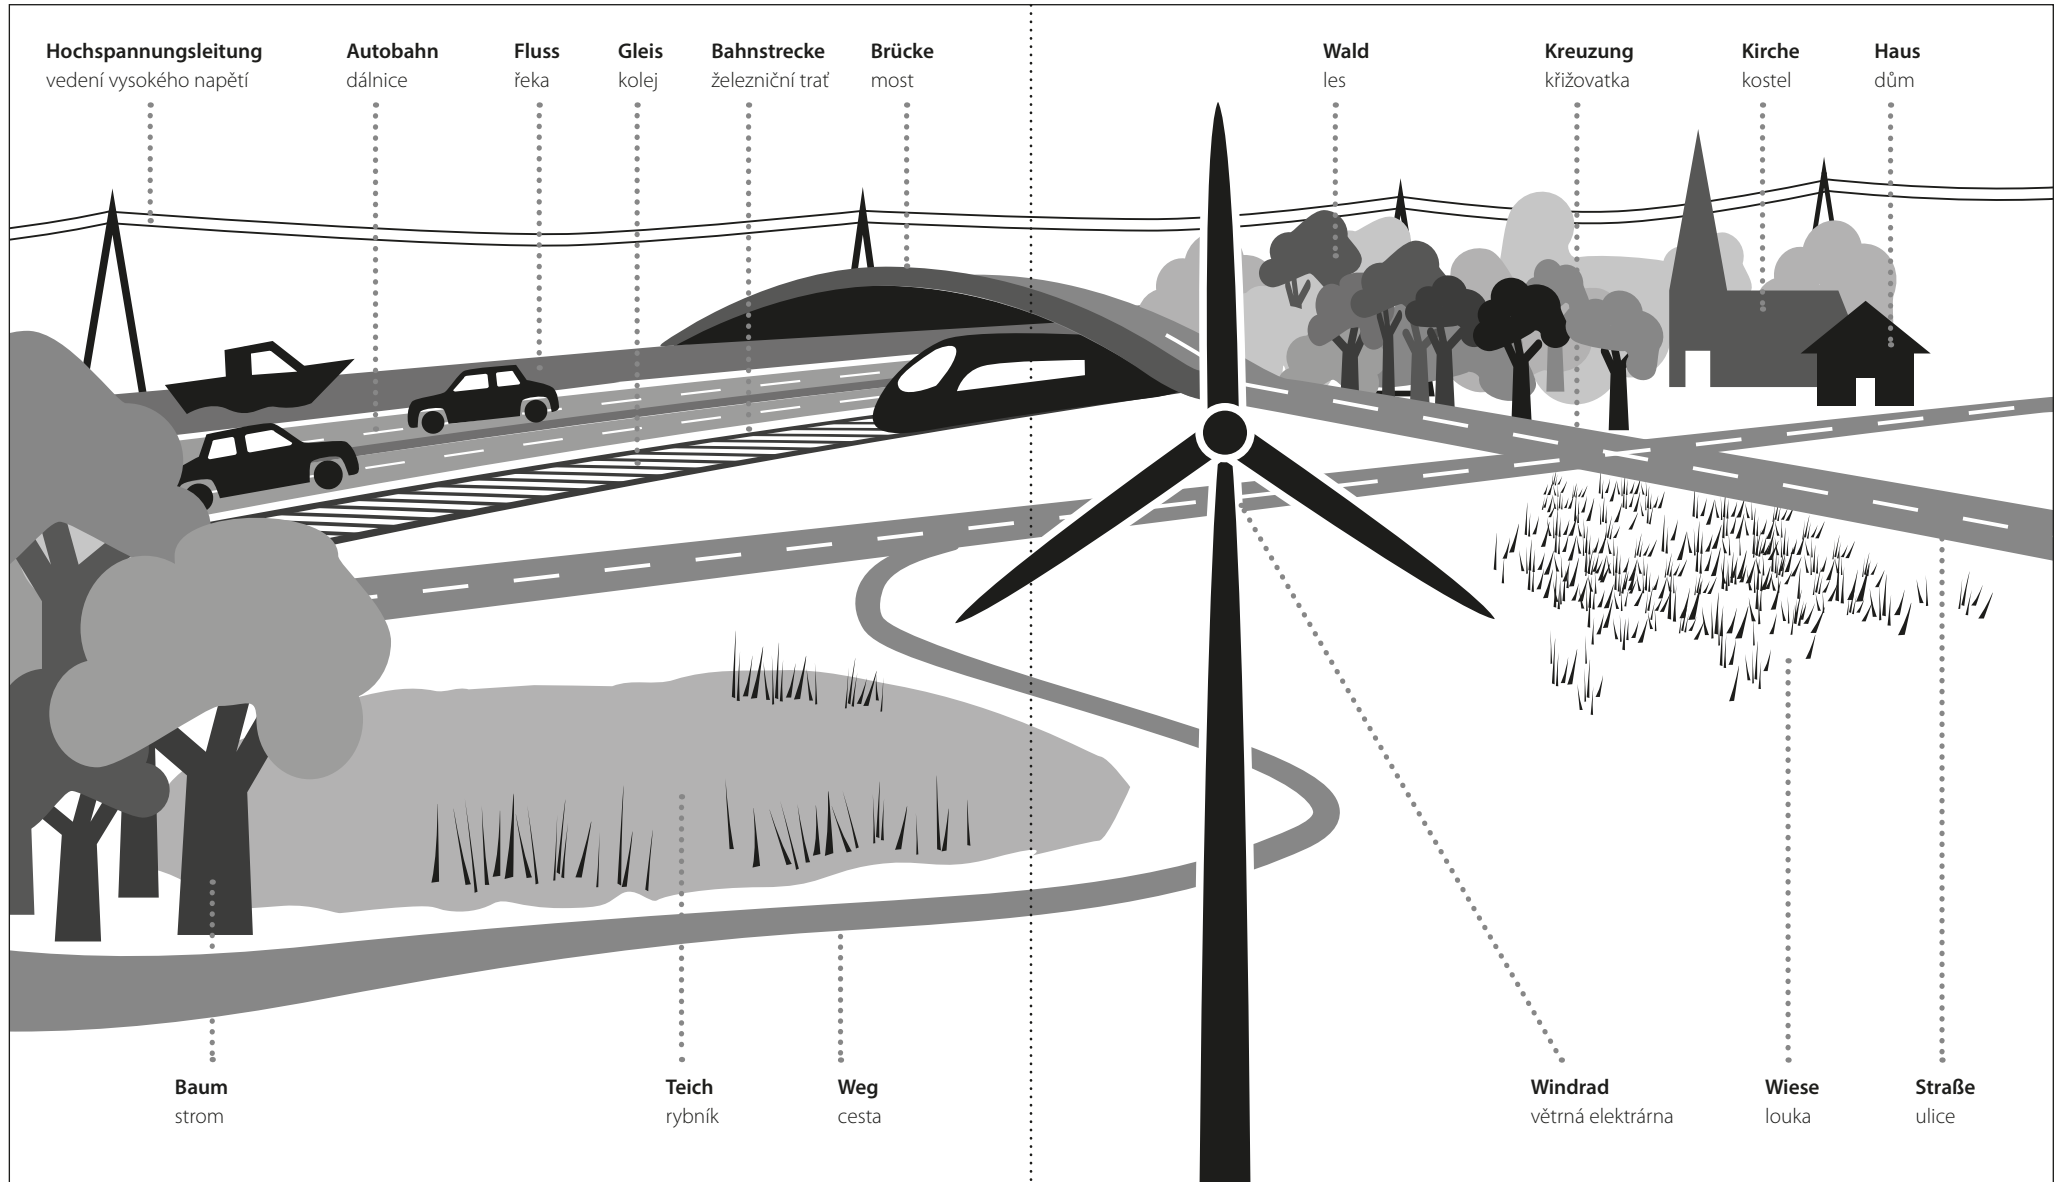 Hochspannungsleitung
vedení vysokého napětí
Autobahn
dálnice
Fluss
řeka
Gleis
kolej
Bahnstrecke
železniční trať
Brücke
most
Wald
les
Kreuzung
křižovatka
Kirche
kostel
Haus
dům
Baum
strom
Teich
rybník
Weg
cesta
Windrad
větrná elektrárna
Wiese
louka
Straße
ulice